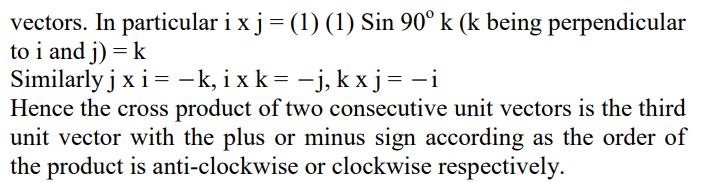 vectors. In particular i x j = (1) (1) Sin 90° k (k being perpendicular
to i and j) = k
Similarly j x i = −k, i x k = −j, k x j = −i
Hence the cross product of two consecutive unit vectors is the third
unit vector with the plus or minus sign according as the order of
the product is anti-clockwise or clockwise respectively.